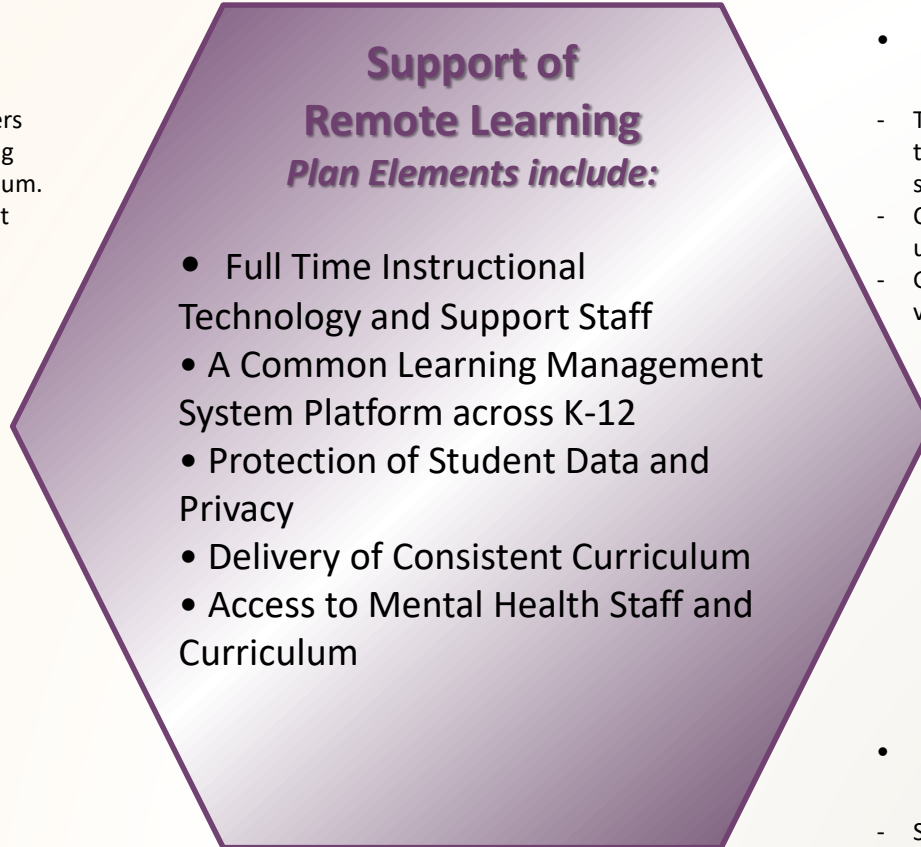 ers
g
um.
t
Support of
Remote Learning
Plan Elements include:
• Full Time Instructional
Technology and Support Staff
• A Common Learning Management
System Platform across K-12
• Protection of Student Data and
Privacy
• Delivery of Consistent Curriculum
• Access to Mental Health Staff and
Curriculum
•
- T
t
s
- C
u
- C
v
•
- S